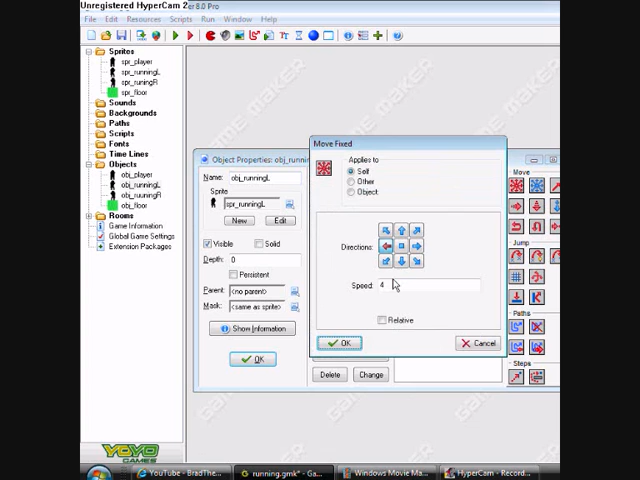 Unregistered HyperCam 2
er 8.0 Pro
File Edit Resources Scripts Run Window Help
Sprites
spr_player
spr_runningL
spr_runingR
spr_floor
Sounds
Backgrounds
Paths
Scripts
Fonts
Time Lines
Objects
obj_player
obj_runningL
obj_runningR
obj_floor
Rooms
Game Information
Global Game Settings
Extension Packages
YOYO
GAMES
Object Properties: obj_runnin
Name: obj_runningL
Sprite
spr_runningL
New Edit
Visible Solid
Depth: 0
Persistent
Parent: <no parent>
Mask: <same as sprite>
Show Information
OK
Move Fixed
Applies to
Self
Other
Object
Directions:
Speed: 4
Relative
OK Cancel
Delete Change
Move
Jump
Paths
Steps
YouTube - BradThe...
running.gmk* - Ga...
Windows Movie Ma...
HyperCam - Record...